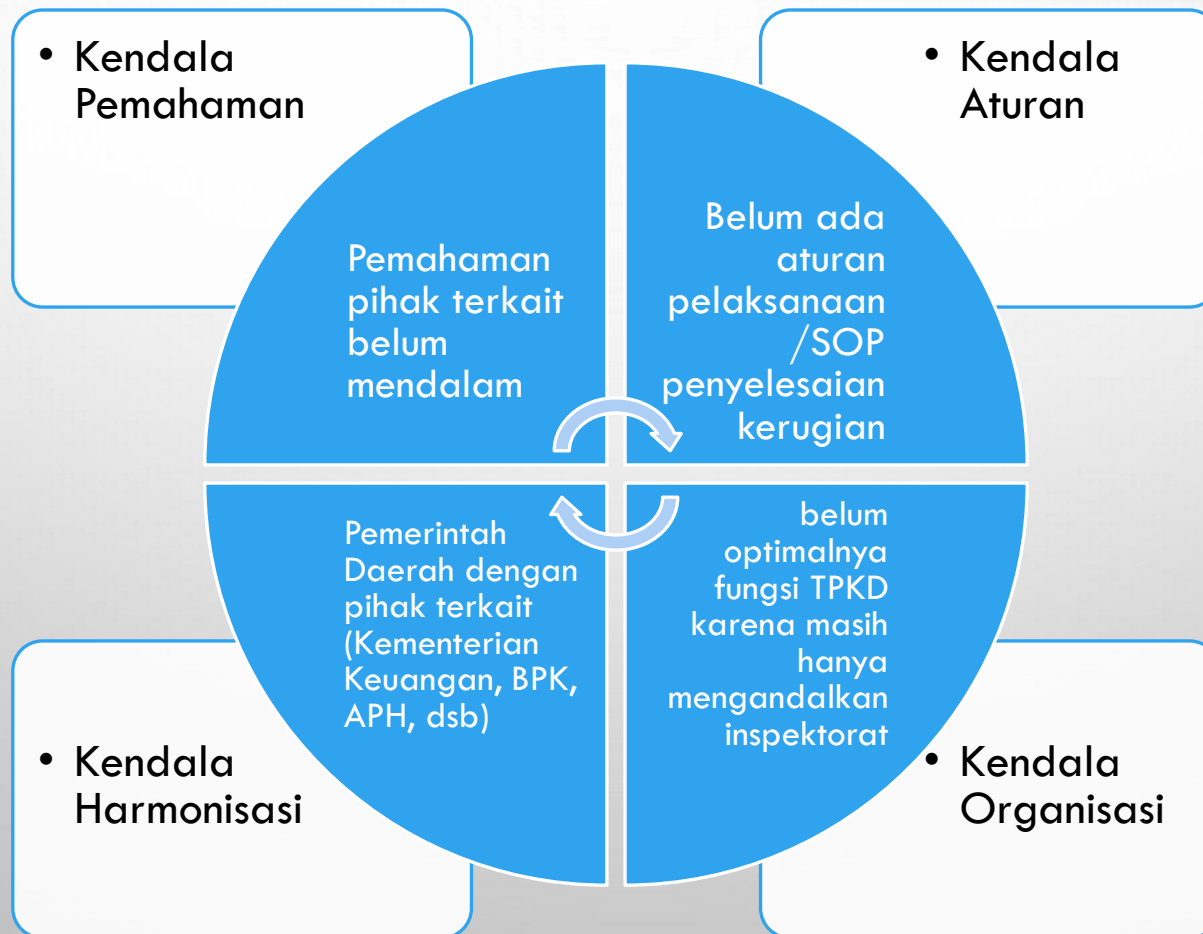 • Kendala
Pemahaman
Pemahaman
pihak terkait
belum
mendalam
• Kendala
Aturan
Belum ada
aturan
pelaksanaan
/SOP
penyelesaian
kerugian
Pemerintah
Daerah dengan
pihak terkait
(Kementerian
Keuangan, BPK,
APH, dsb)
• Kendala
Harmonisasi
belum
optimalnya
fungsi TPKD
karena masih
hanya
mengandalkan
inspektorat
• Kendala
Organisasi